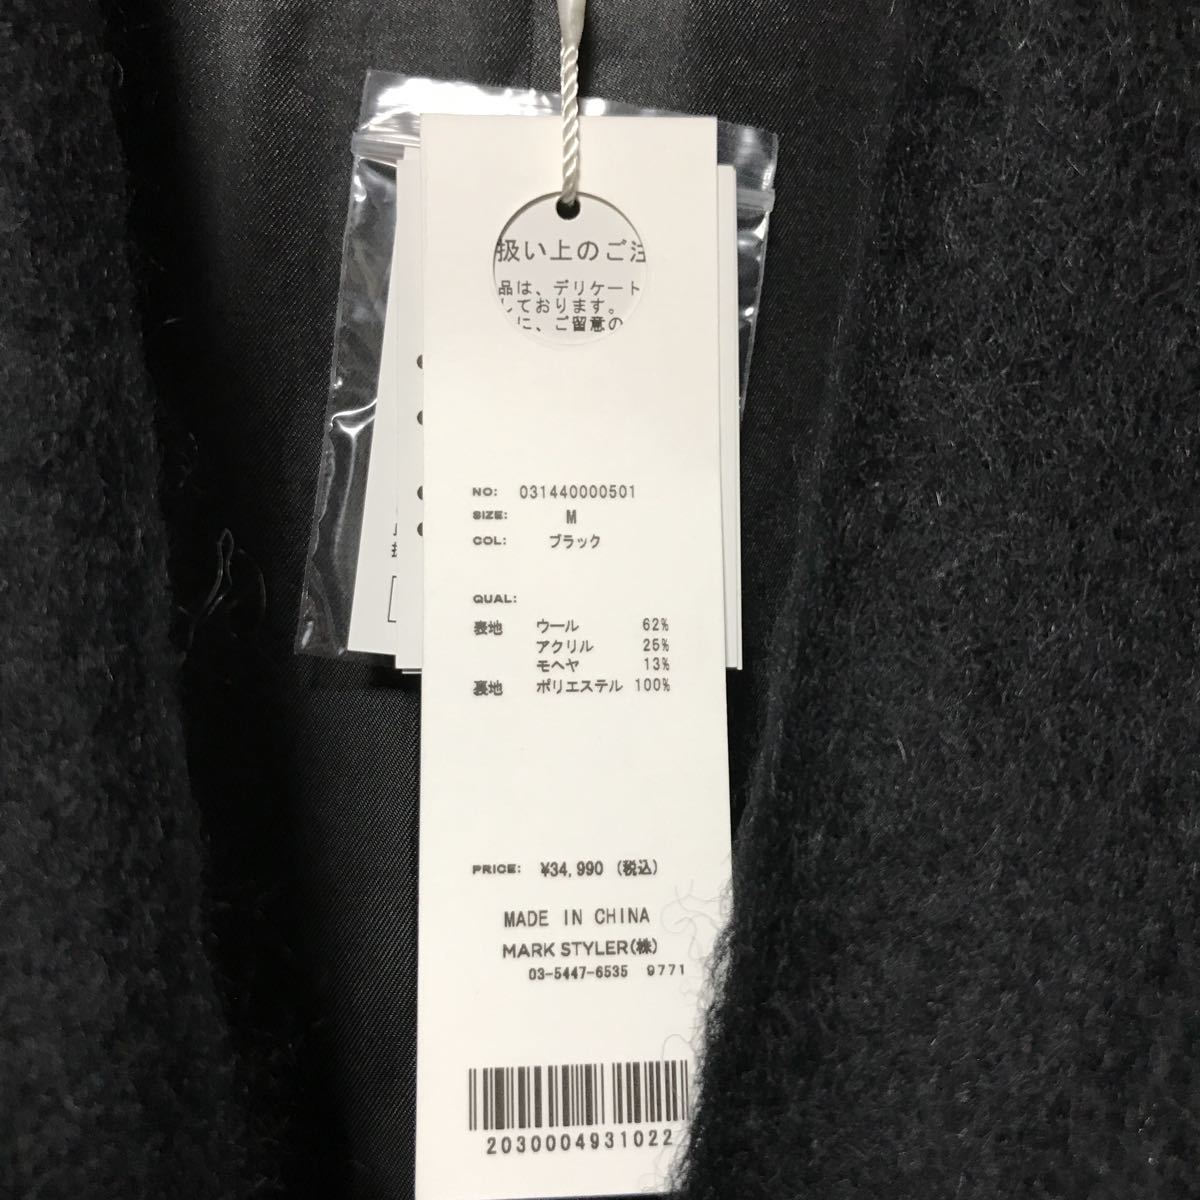 扱い上のご注
品は、デリケート
しております。
に、ご留意の
NO: 031440000501
SIZE: M
COL: ブラック
QUAL:
表地 ウール 62%
アクリル 25%
モヘヤ 13%
裏地 ポリエステル 100%
PRICE: ¥34,990 (税込)
MADE IN CHINA
MARK STYLER(株)
03-5447-6535 9771
2030004931022